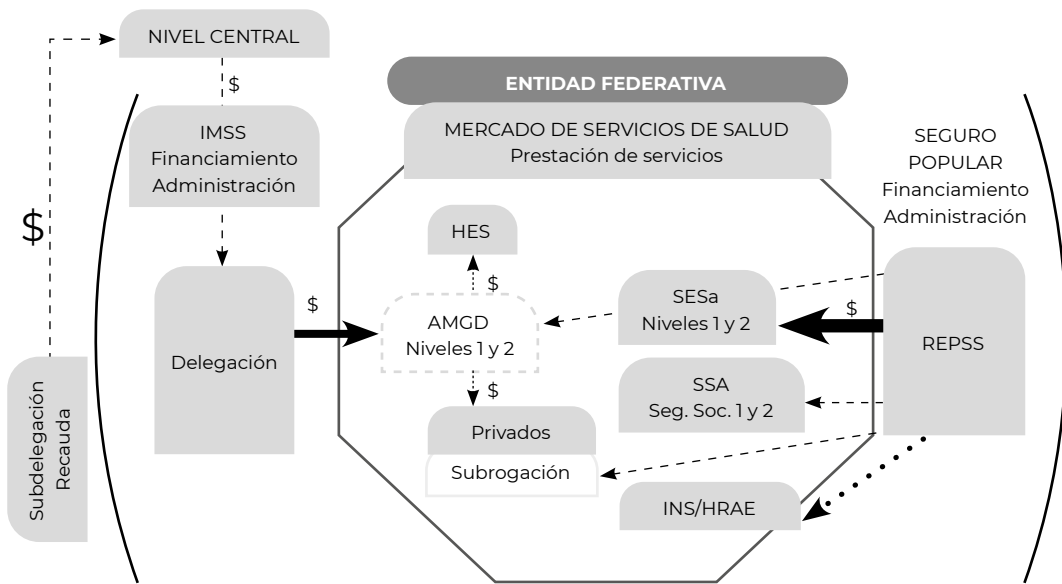 NIVEL CENTRAL
$
ENTIDAD FEDERATIVA
IMSS
Financiamiento
Administración
MERCADO DE SERVICIOS DE SALUD
Prestación de servicios
SEGURO
POPULAR
Financiamiento
Administración
$
HES
$
Delegación
$
AMGD
Niveles 1 y 2
$
SESa
Niveles 1 y 2
$
REPSS
SSA
Seg. Soc. 1 y 2
Privados
Subrogación
INS/HRAE
Subdelegación
Recauda